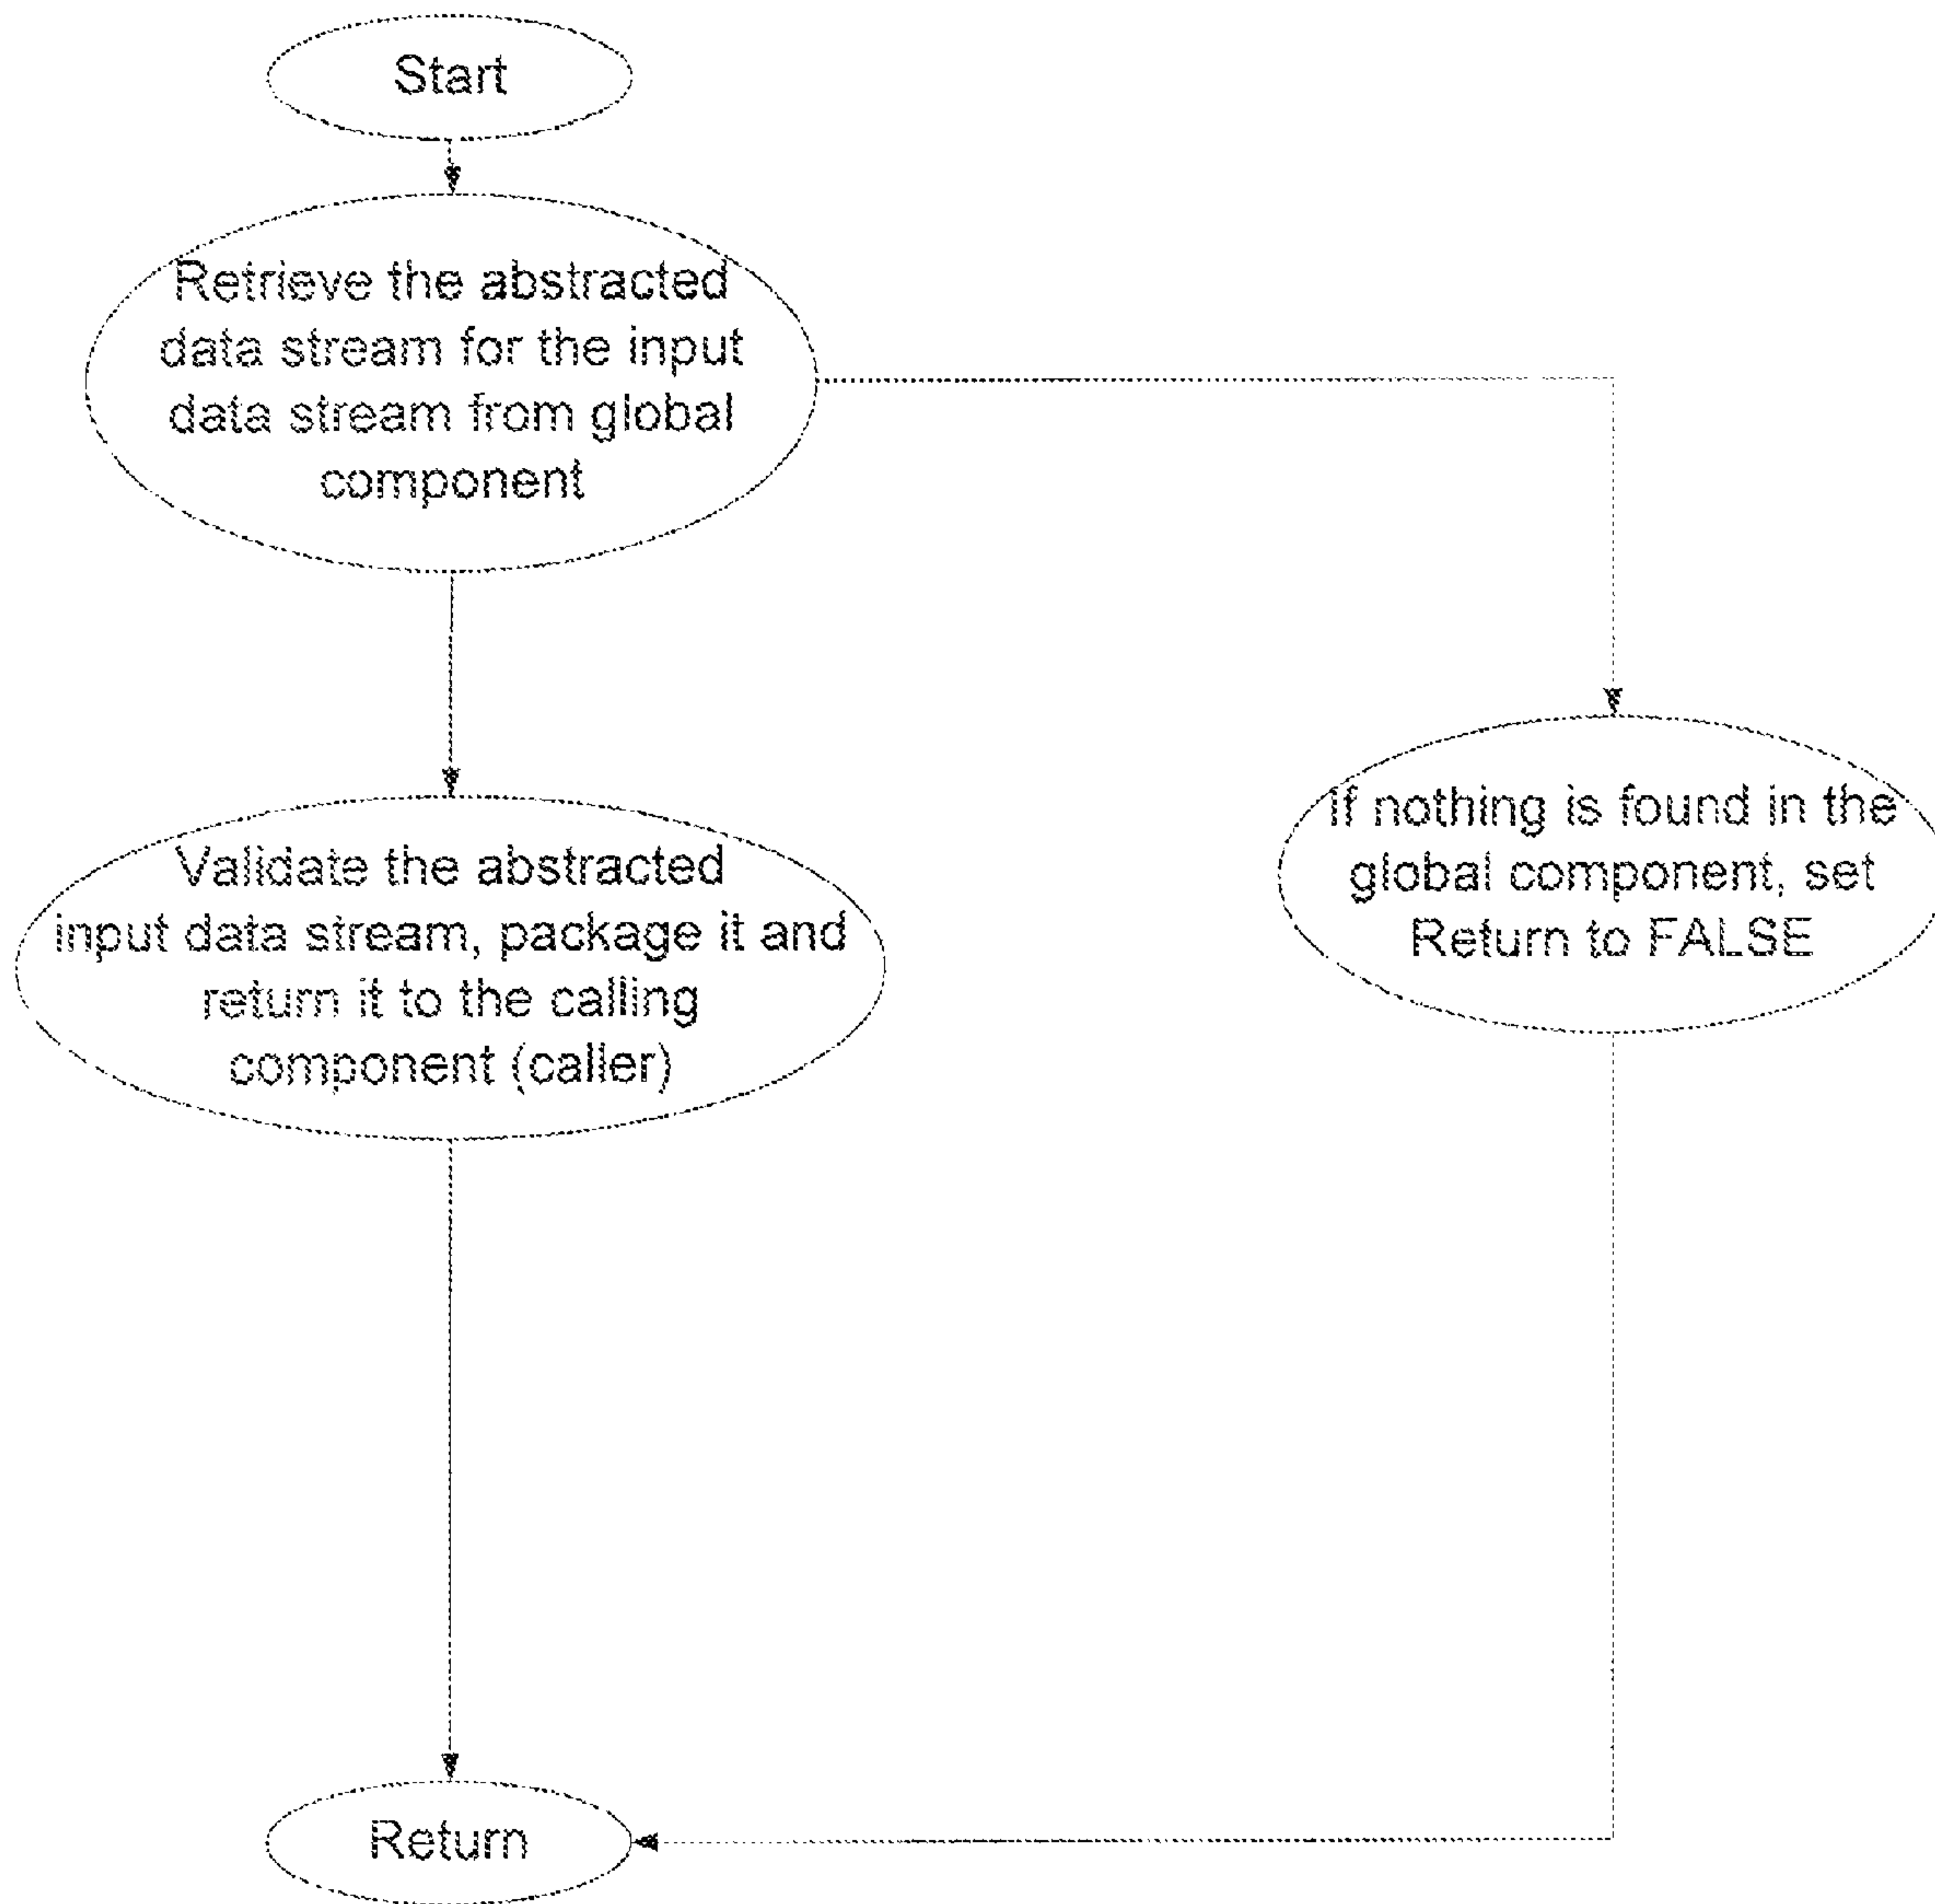 Start
Retrieve the abstracted
data stream for the input
data stream from global
component
Validate the abstracted
input data stream, package it and
return it to the calling
component (caller)
If nothing is found in the
global component, set
Return to FALSE
Return